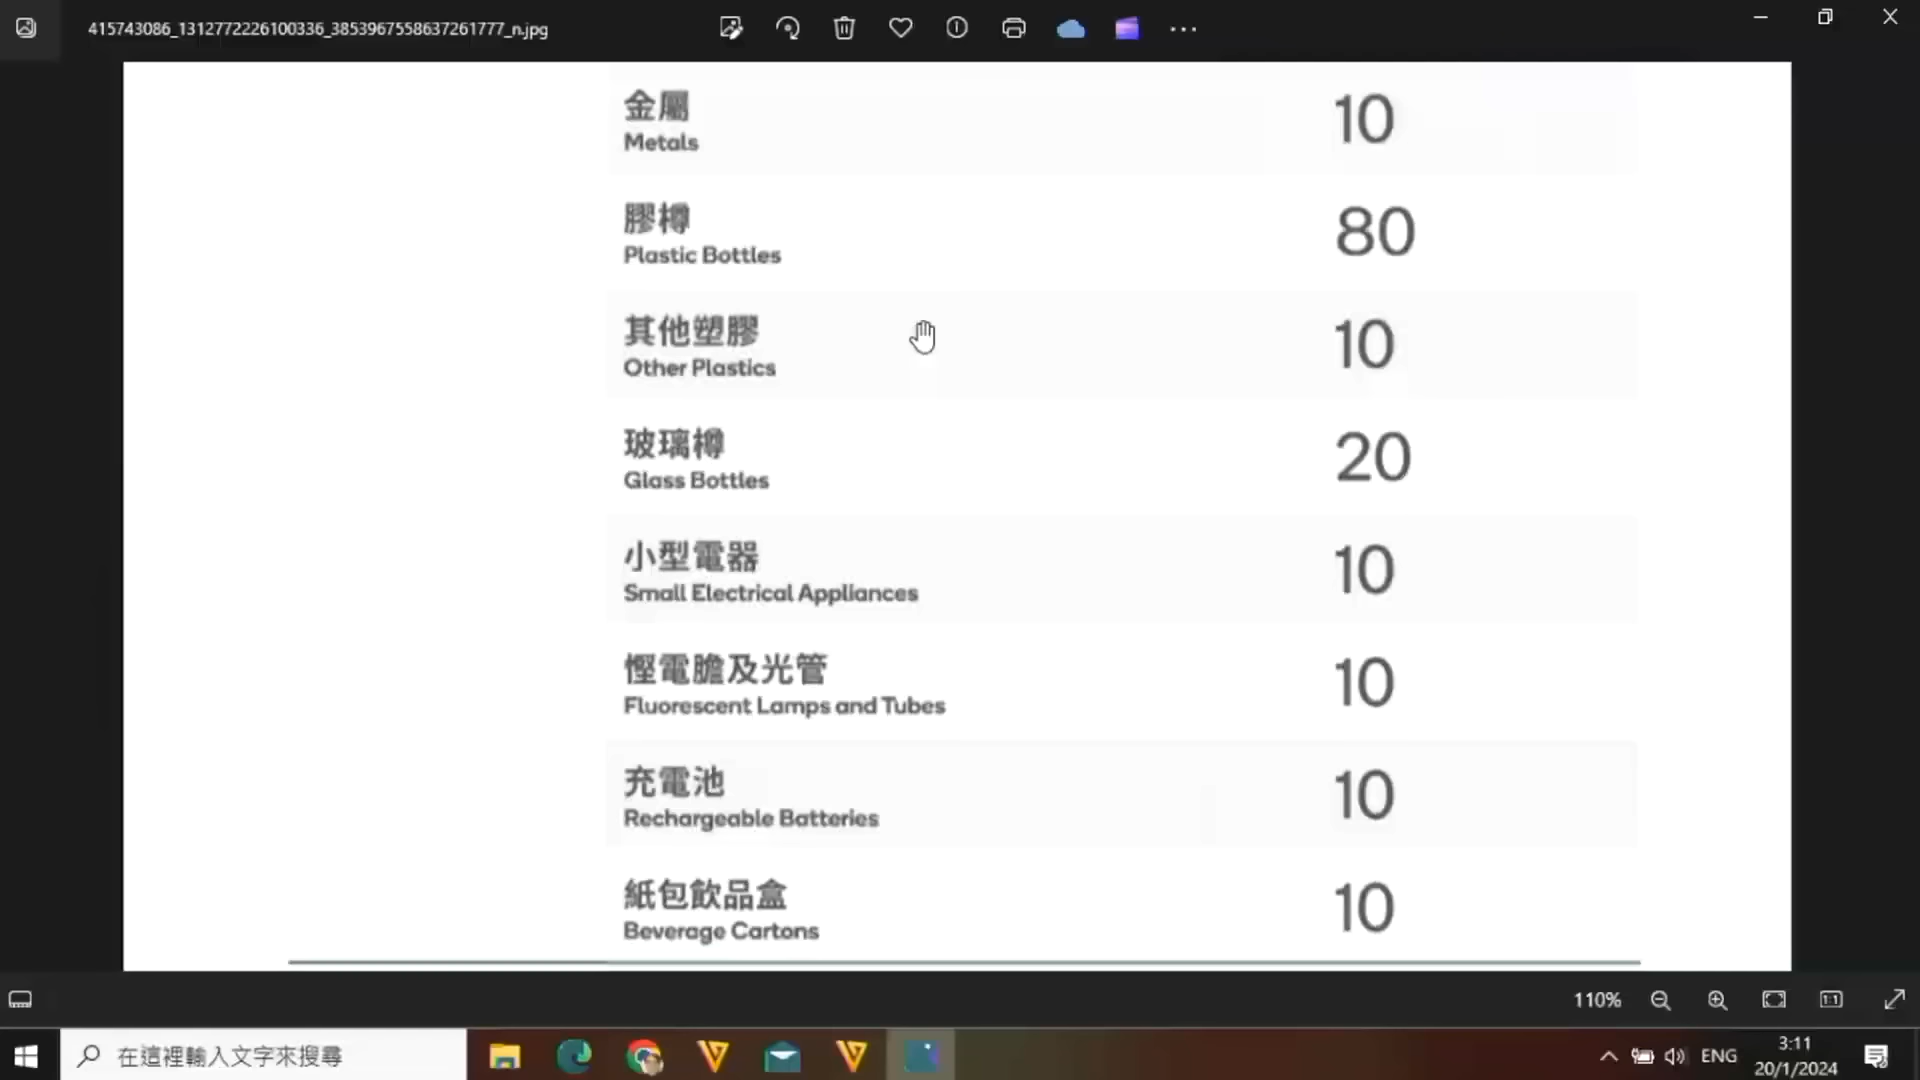 415743086_1312772226100336_3853967558637261777_n.jpg
金屬
Metals
10
膠樽
Plastic Bottles
80
其他塑膠
Other Plastics
10
玻璃樽
Glass Bottles
20
小型電器
Small Electrical Appliances
10
慳電膽及光管
Fluorescent Lamps and Tubes
10
充電池
Rechargeable Batteries
10
紙包飲品盒
Beverage Cartons
10
110%
1:1
在這裡輸入文字來搜尋
ENG
3:11
20/1/2024